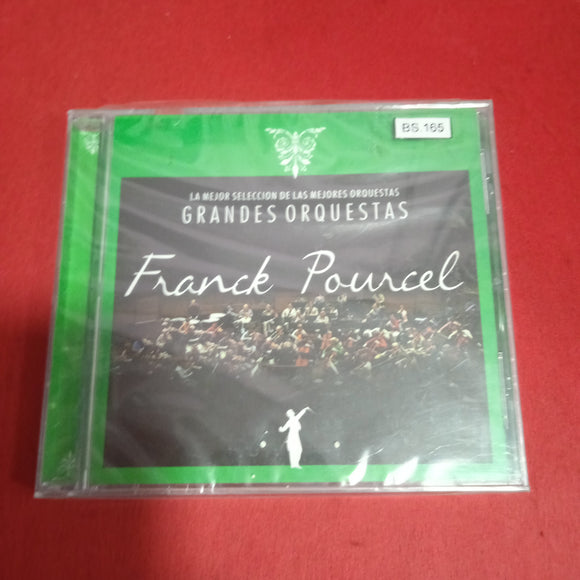 BS.165
LA MEJOR SELECCION DE LAS MEJORES ORQUESTAS
GRANDES ORQUESTAS
Franck Pourcel